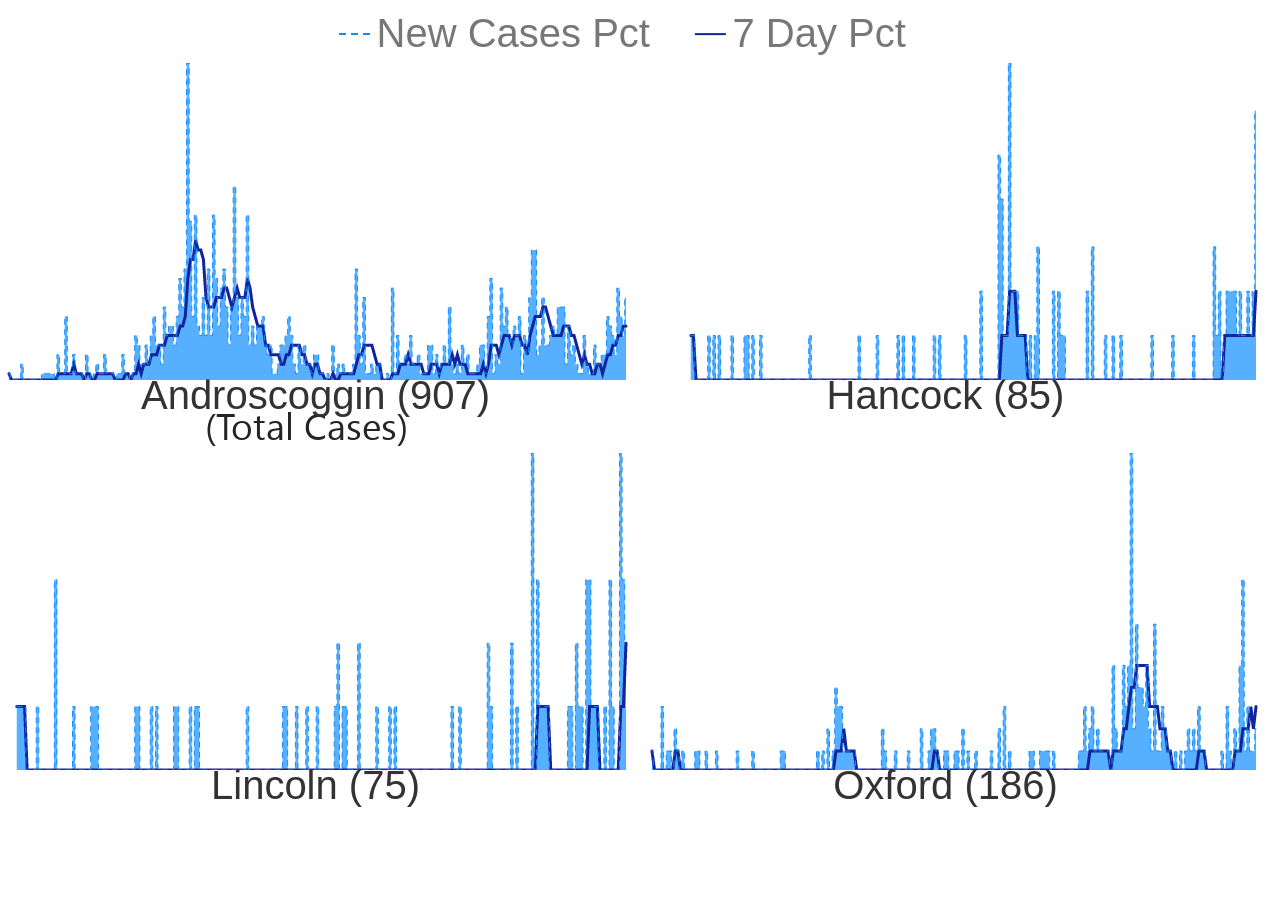 New Cases Pct 7 Day Pct
Androscoggin (907)
(Total Cases)
Hancock (85)
Lincoln (75)
Oxford (186)